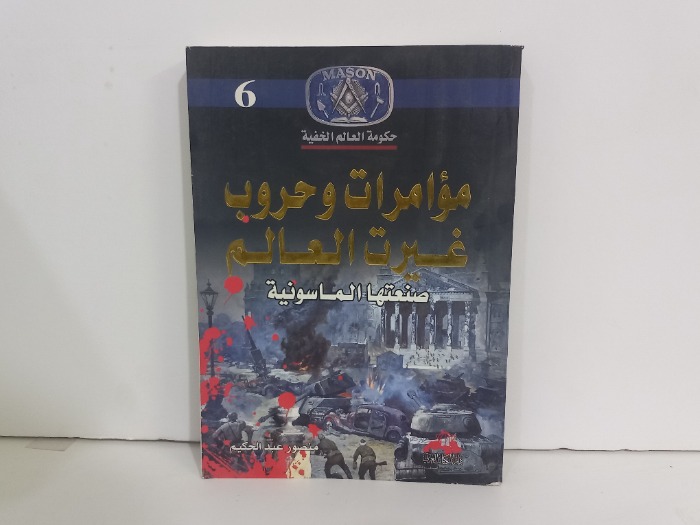 MASON
6
حكومة العالم الخفية
مؤامرات وحروب
غيرت العالم
صنعتها الماسونية
منصور عبد الحكيم